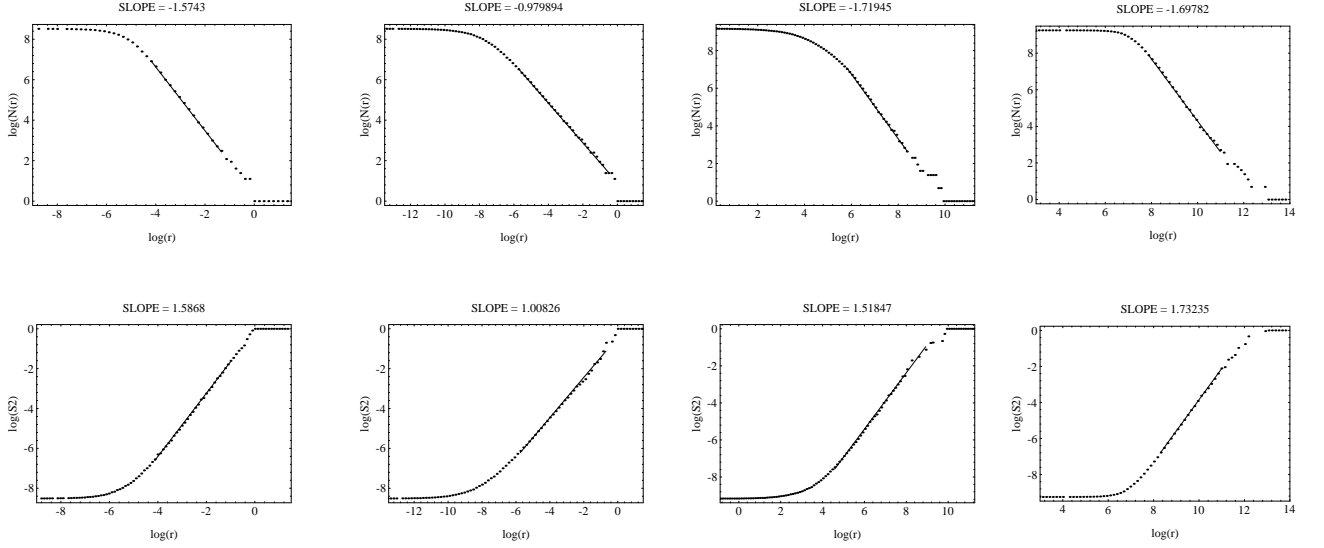 SLOPE = -1.5743
SLOPE = -0.979894
SLOPE = -1.71945
SLOPE = -1.69782
log(N(r))
8
6
4
2
0
-8 -6 -4 -2 0
log(r)
log(N(r))
8
6
4
2
0
-12 -10 -8 -6 -4 -2 0
log(r)
log(N(r))
8
6
4
2
0
2 4 6 8 10
log(r)
log(N(r))
8
6
4
2
0
4 6 8 10 12 14
log(r)
SLOPE = 1.5868
SLOPE = 1.00826
SLOPE = 1.51847
SLOPE = 1.73235
log(S2)
0
-2
-4
-6
-8
-8 -6 -4 -2 0
log(r)
log(S2)
0
-2
-4
-6
-8
-12 -10 -8 -6 -4 -2 0
log(r)
log(S2)
0
-2
-4
-6
-8
0 2 4 6 8 10
log(r)
log(S2)
0
-2
-4
-6
-8
4 6 8 10 12 14
log(r)